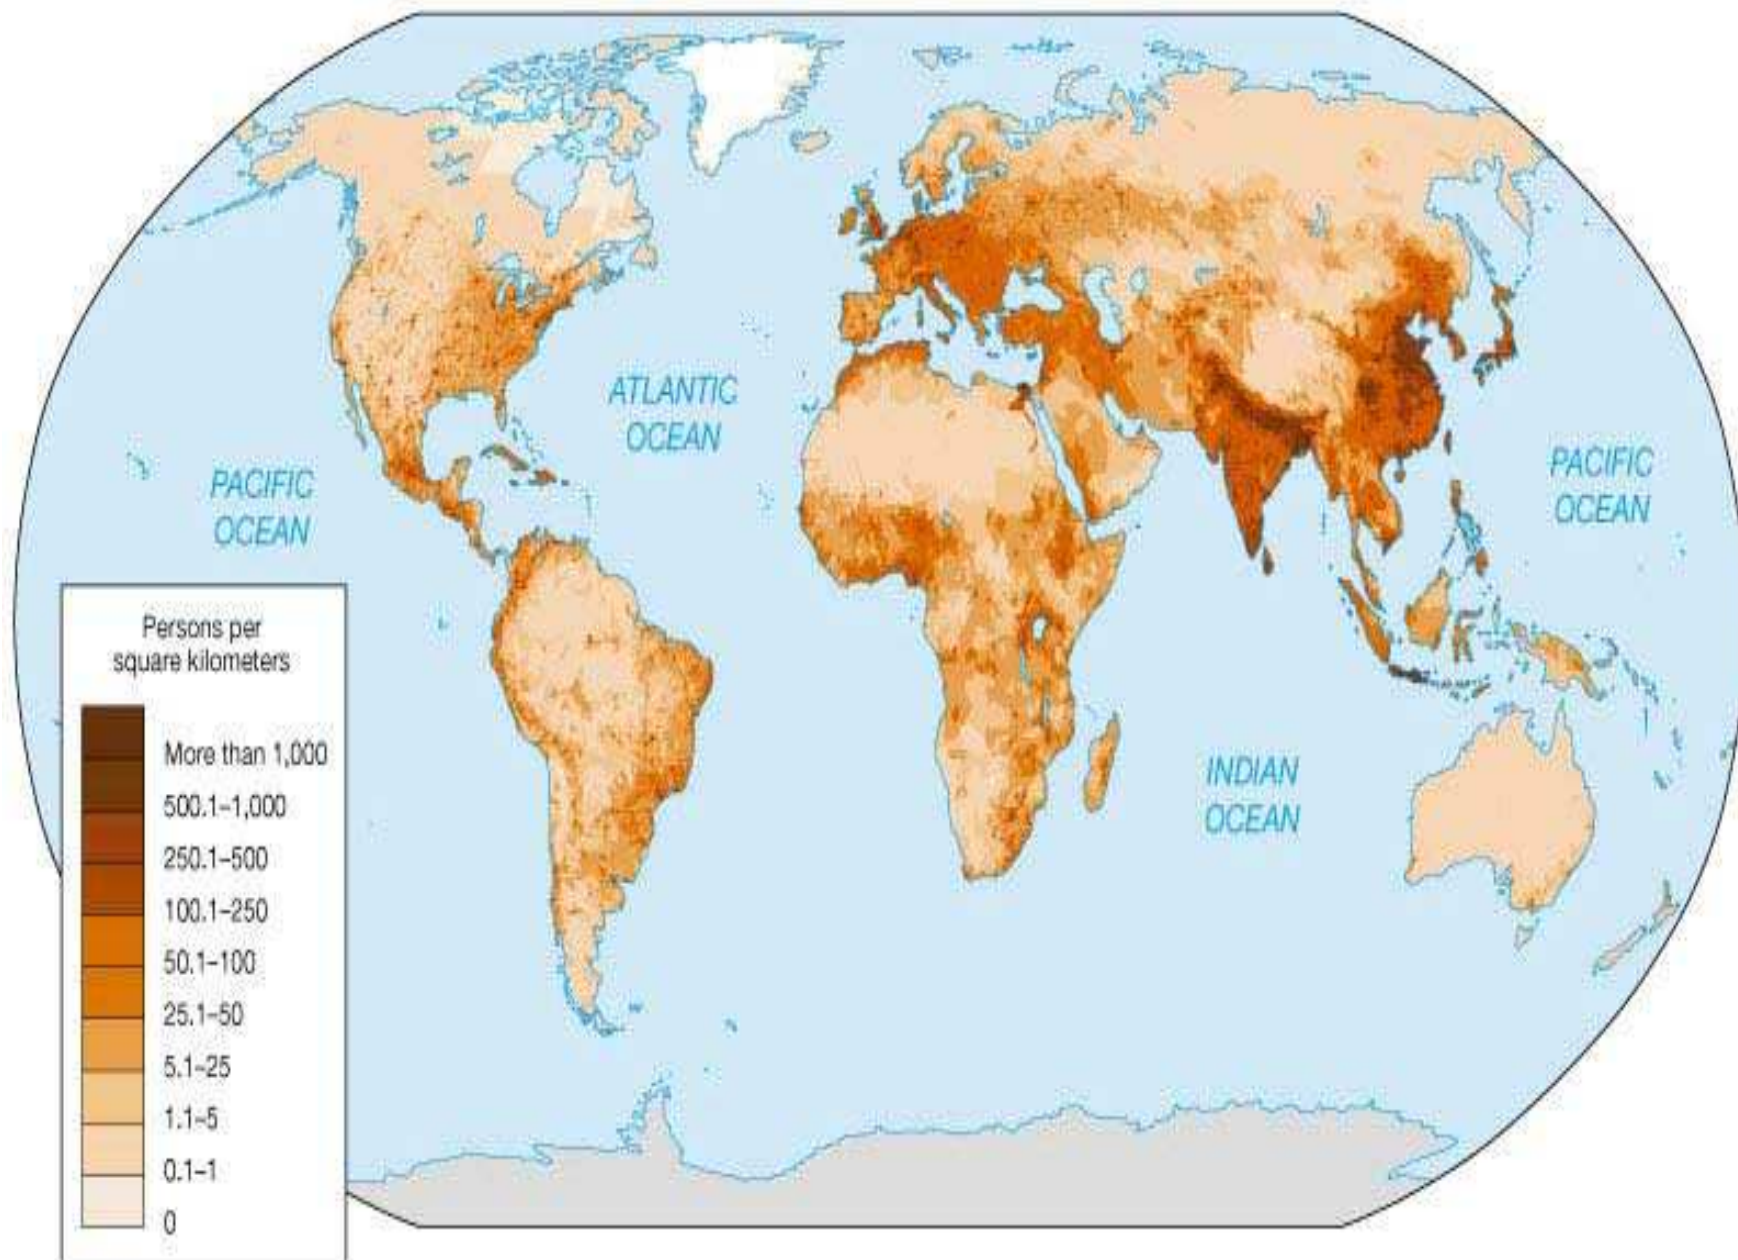 ATLANTIC
OCEAN
PACIFIC
OCEAN
PACIFIC
OCEAN
INDIAN
OCEAN
Persons per
square kilometers
More than 1,000
500.1–1,000
250.1–500
100.1–250
50.1–100
25.1–50
5.1–25
1.1–5
0.1–1
0